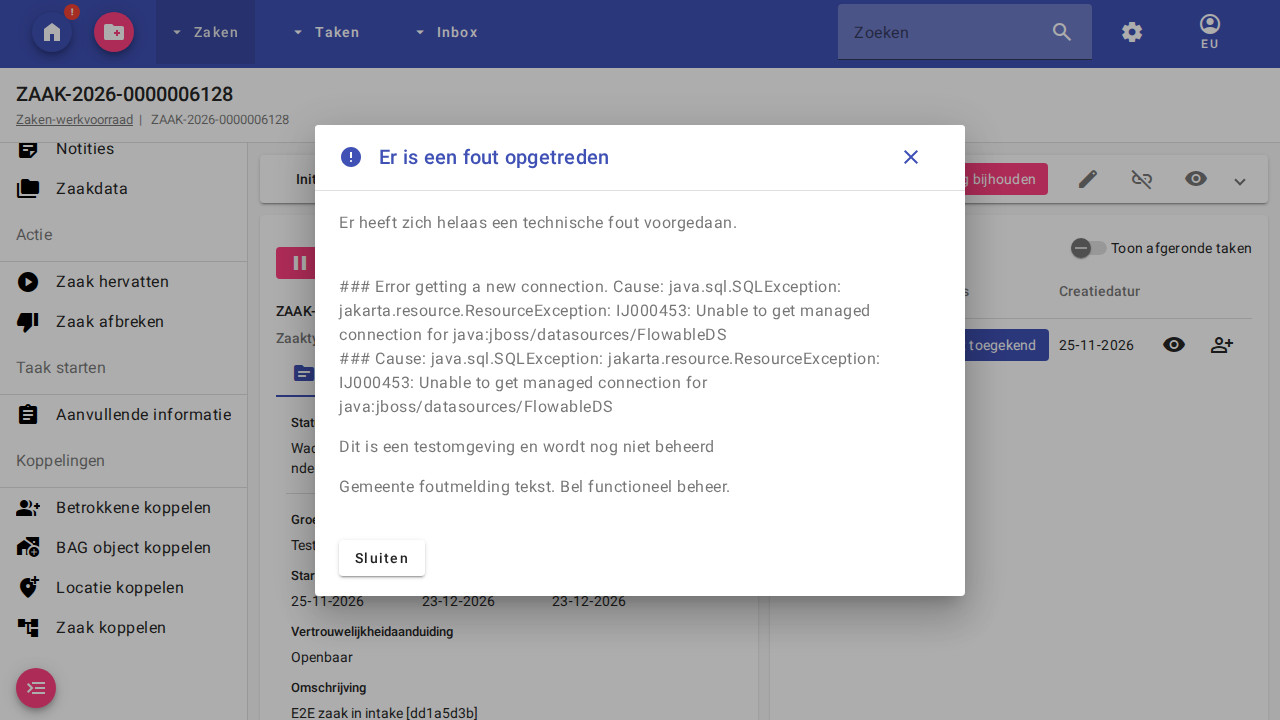 Zaken
Taken
Inbox
Zoeken
EU
ZAAK-2026-0000006128
Zaken-werkvoorraad | ZAAK-2026-0000006128
Notities
Zaakdata
Actie
Zaak hervatten
Zaak afbreken
Taak starten
Aanvullende informatie
Koppelingen
Betrokkene koppelen
BAG object koppelen
Locatie koppelen
Zaak koppelen
bijhouden
Toon afgeronde taken
Creatiedatur
toegekend
25-11-2026
Er is een fout opgetreden
Er heeft zich helaas een technische fout voorgedaan.
### Error getting a new connection. Cause: java.sql.SQLException:
jakarta.resource.ResourceException: IJ000453: Unable to get managed
connection for java:jboss/datasources/FlowableDS
### Cause: java.sql.SQLException: jakarta.resource.ResourceException:
IJ000453: Unable to get managed connection for
java:jboss/datasources/FlowableDS
Dit is een testomgeving en wordt nog niet beheerd
Gemeente foutmelding tekst. Bel functioneel beheer.
Sluiten
25-11-2026 23-12-2026 23-12-2026
Vertrouwelijkheidaanduiding
Openbaar
Omschrijving
E2E zaak in intake [dd1a5d3b]